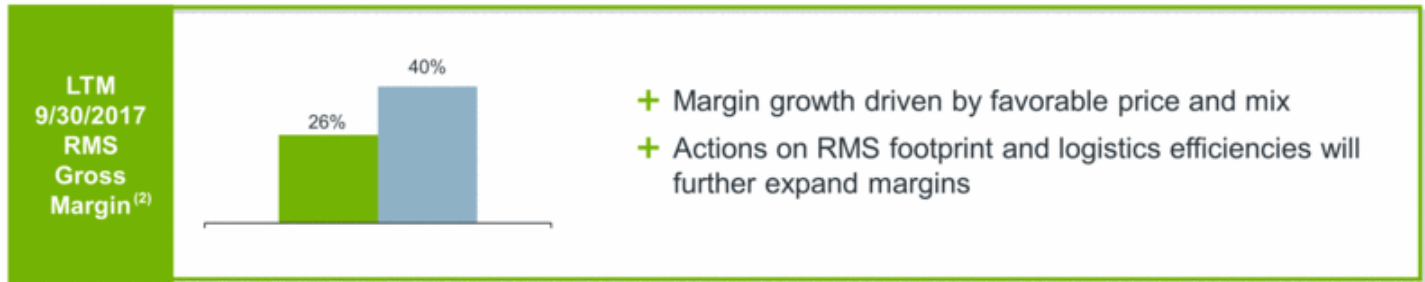 LTM
9/30/2017
RMS
Gross
Margin (2)
26%
40%
+ Margin growth driven by favorable price and mix
+ Actions on RMS footprint and logistics efficiencies will
further expand margins